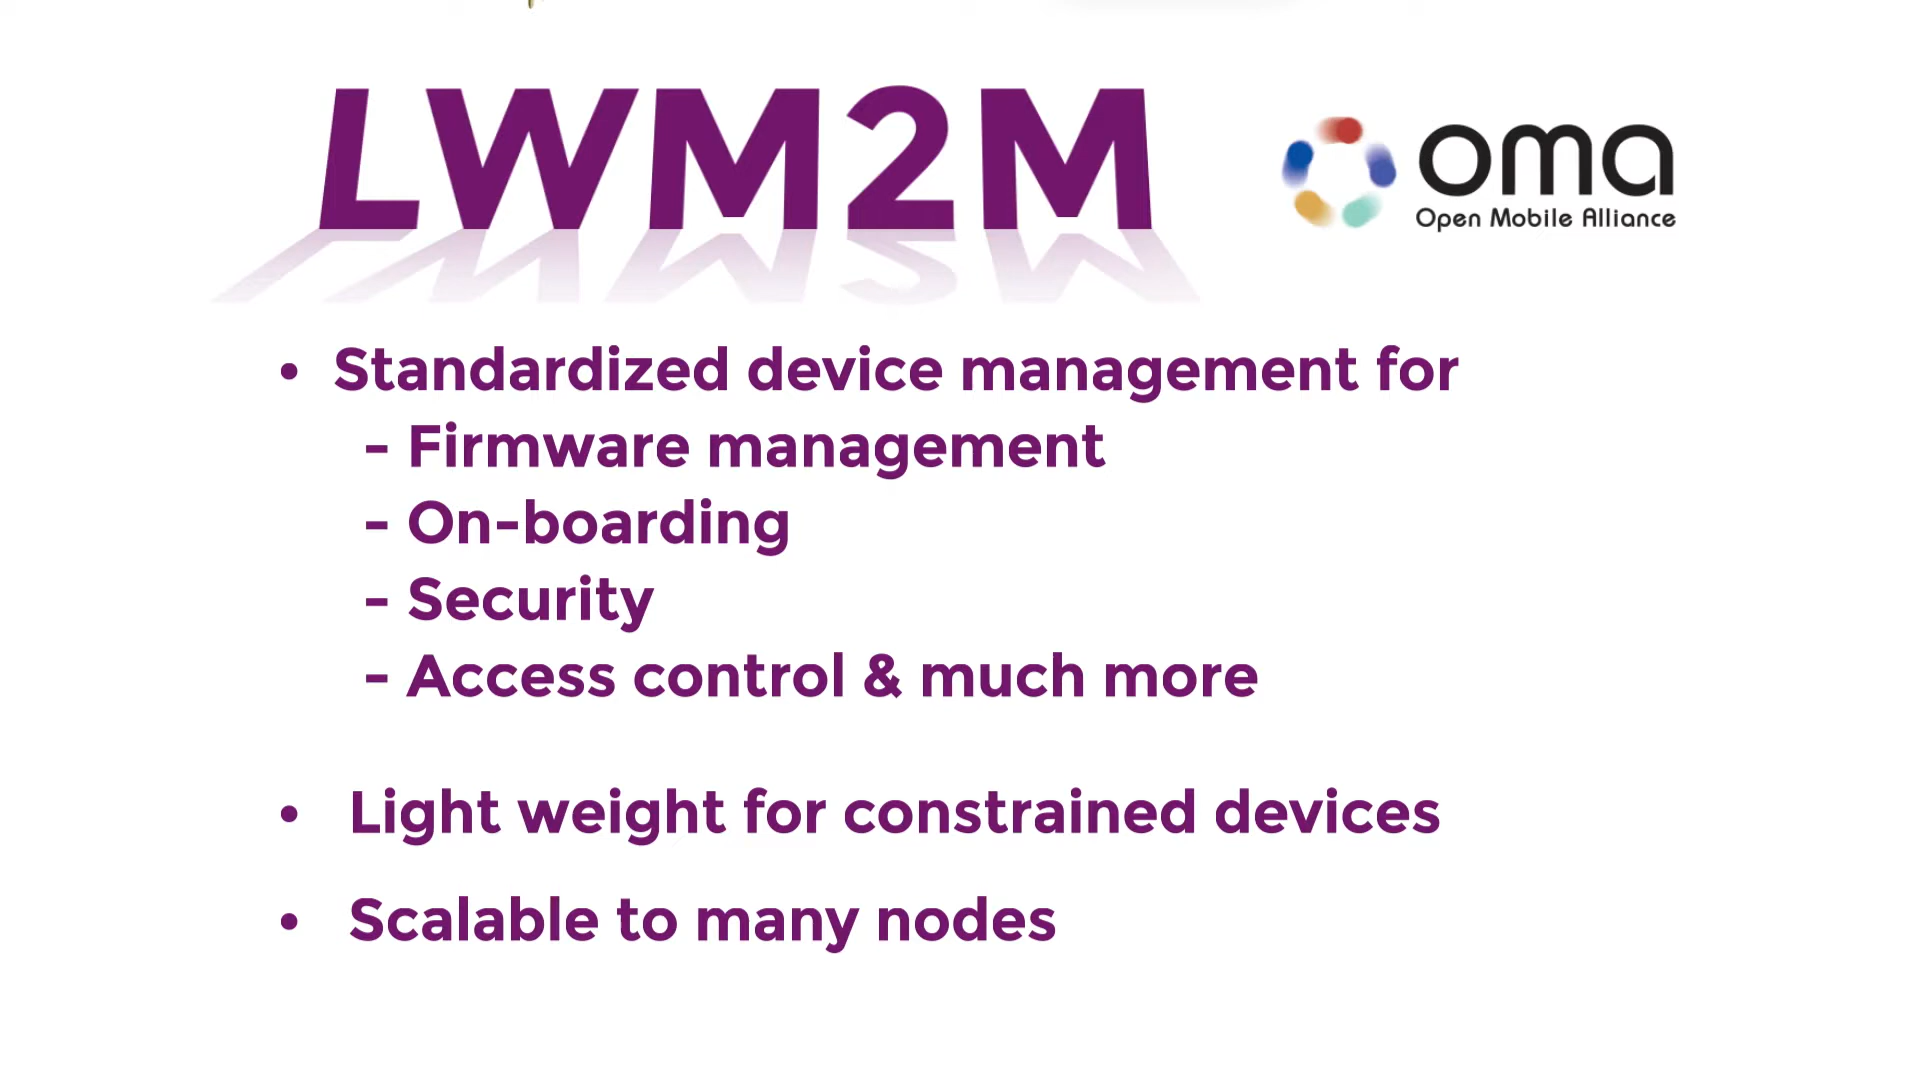 LWM2M
oma
Open Mobile Alliance
• Standardized device management for
- Firmware management
- On-boarding
- Security
- Access control & much more
• Light weight for constrained devices
• Scalable to many nodes